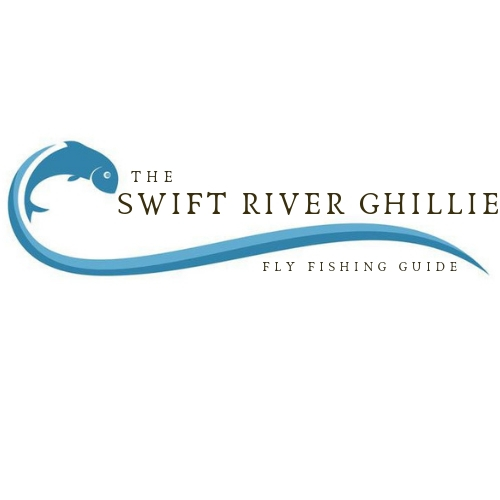 THE
SWIFT RIVER GHILLIE
FLY FISHING GUIDE